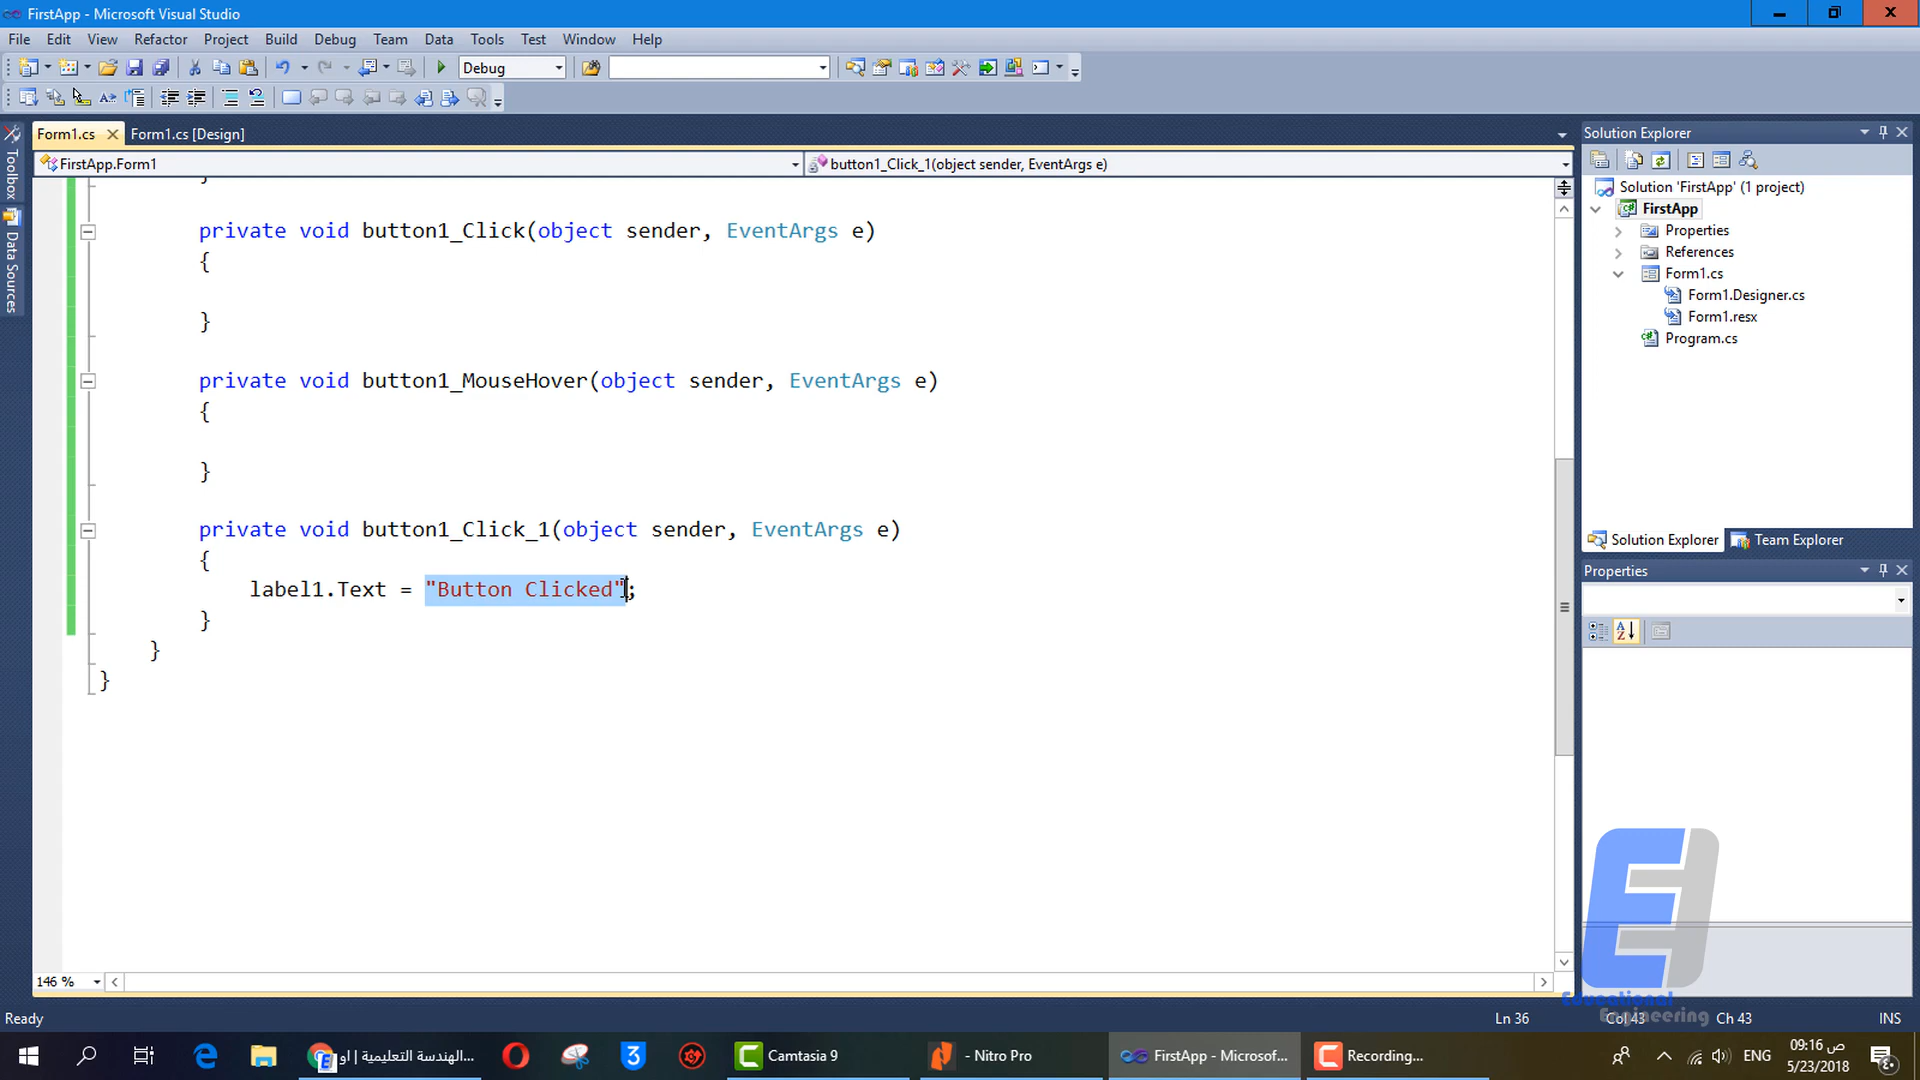 FirstApp - Microsoft Visual Studio
File Edit View Refactor Project Build Debug Team Data Tools Test Window Help
Debug
Form1.cs Form1.cs [Design]
FirstApp.Form1 button1_Click_1(object sender, EventArgs e)
Toolbox
Data Sources
}
private void button1_Click(object sender, EventArgs e)
{
}
private void button1_MouseHover(object sender, EventArgs e)
{
}
private void button1_Click_1(object sender, EventArgs e)
{
label1.Text = "Button Clicked";
}
}
}
146 %
Solution Explorer
Solution 'FirstApp' (1 project)
FirstApp
Properties
References
Form1.cs
Form1.Designer.cs
Form1.resx
Program.cs
Solution Explorer Team Explorer
Properties
Educational
Engineering
Ready Ln 36 Col 43 Ch 43 INS
الهندسة التعليمية | او...
Camtasia 9
- Nitro Pro
FirstApp - Microsof...
Recording...
ENG
09:16 ص
5/23/2018